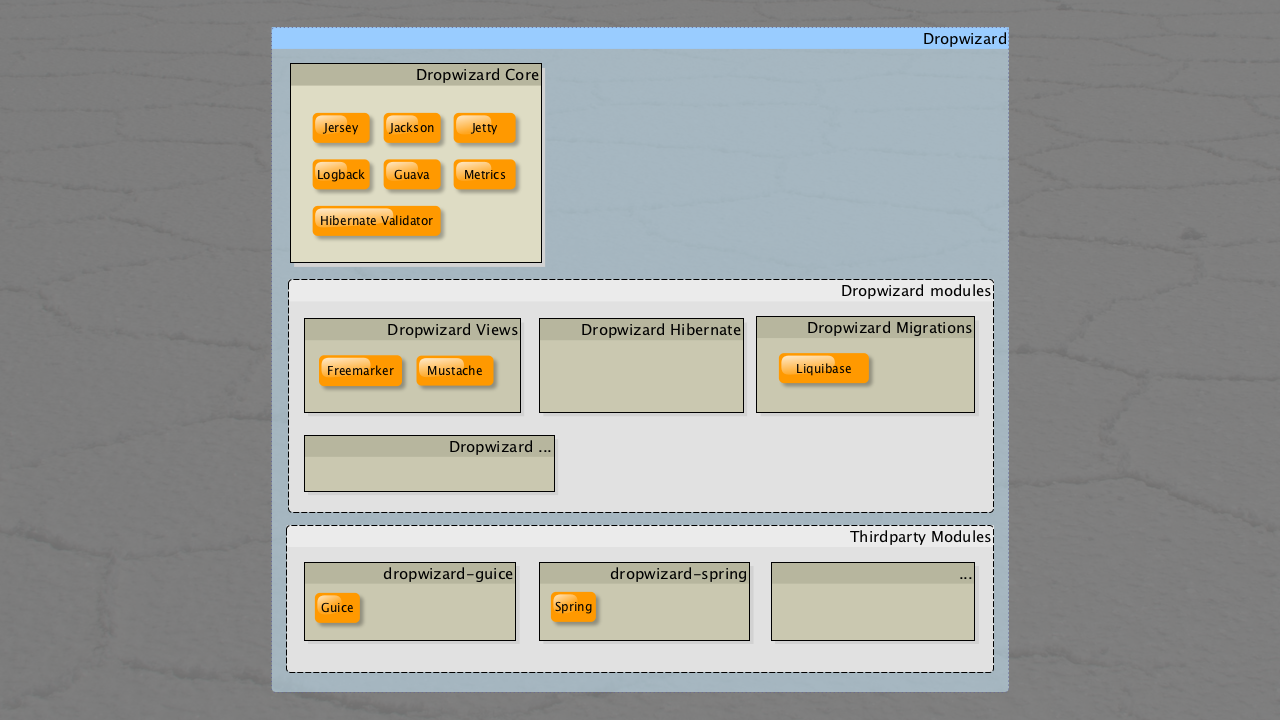 Dropwizard
Dropwizard Core
Jersey
Jackson
Jetty
Logback
Guava
Metrics
Hibernate Validator
Dropwizard modules
Dropwizard Views
Dropwizard Hibernate
Dropwizard Migrations
Freemarker
Mustache
Liquibase
Dropwizard ...
Thirdparty Modules
dropwizard-guice
dropwizard-spring
...
Guice
Spring